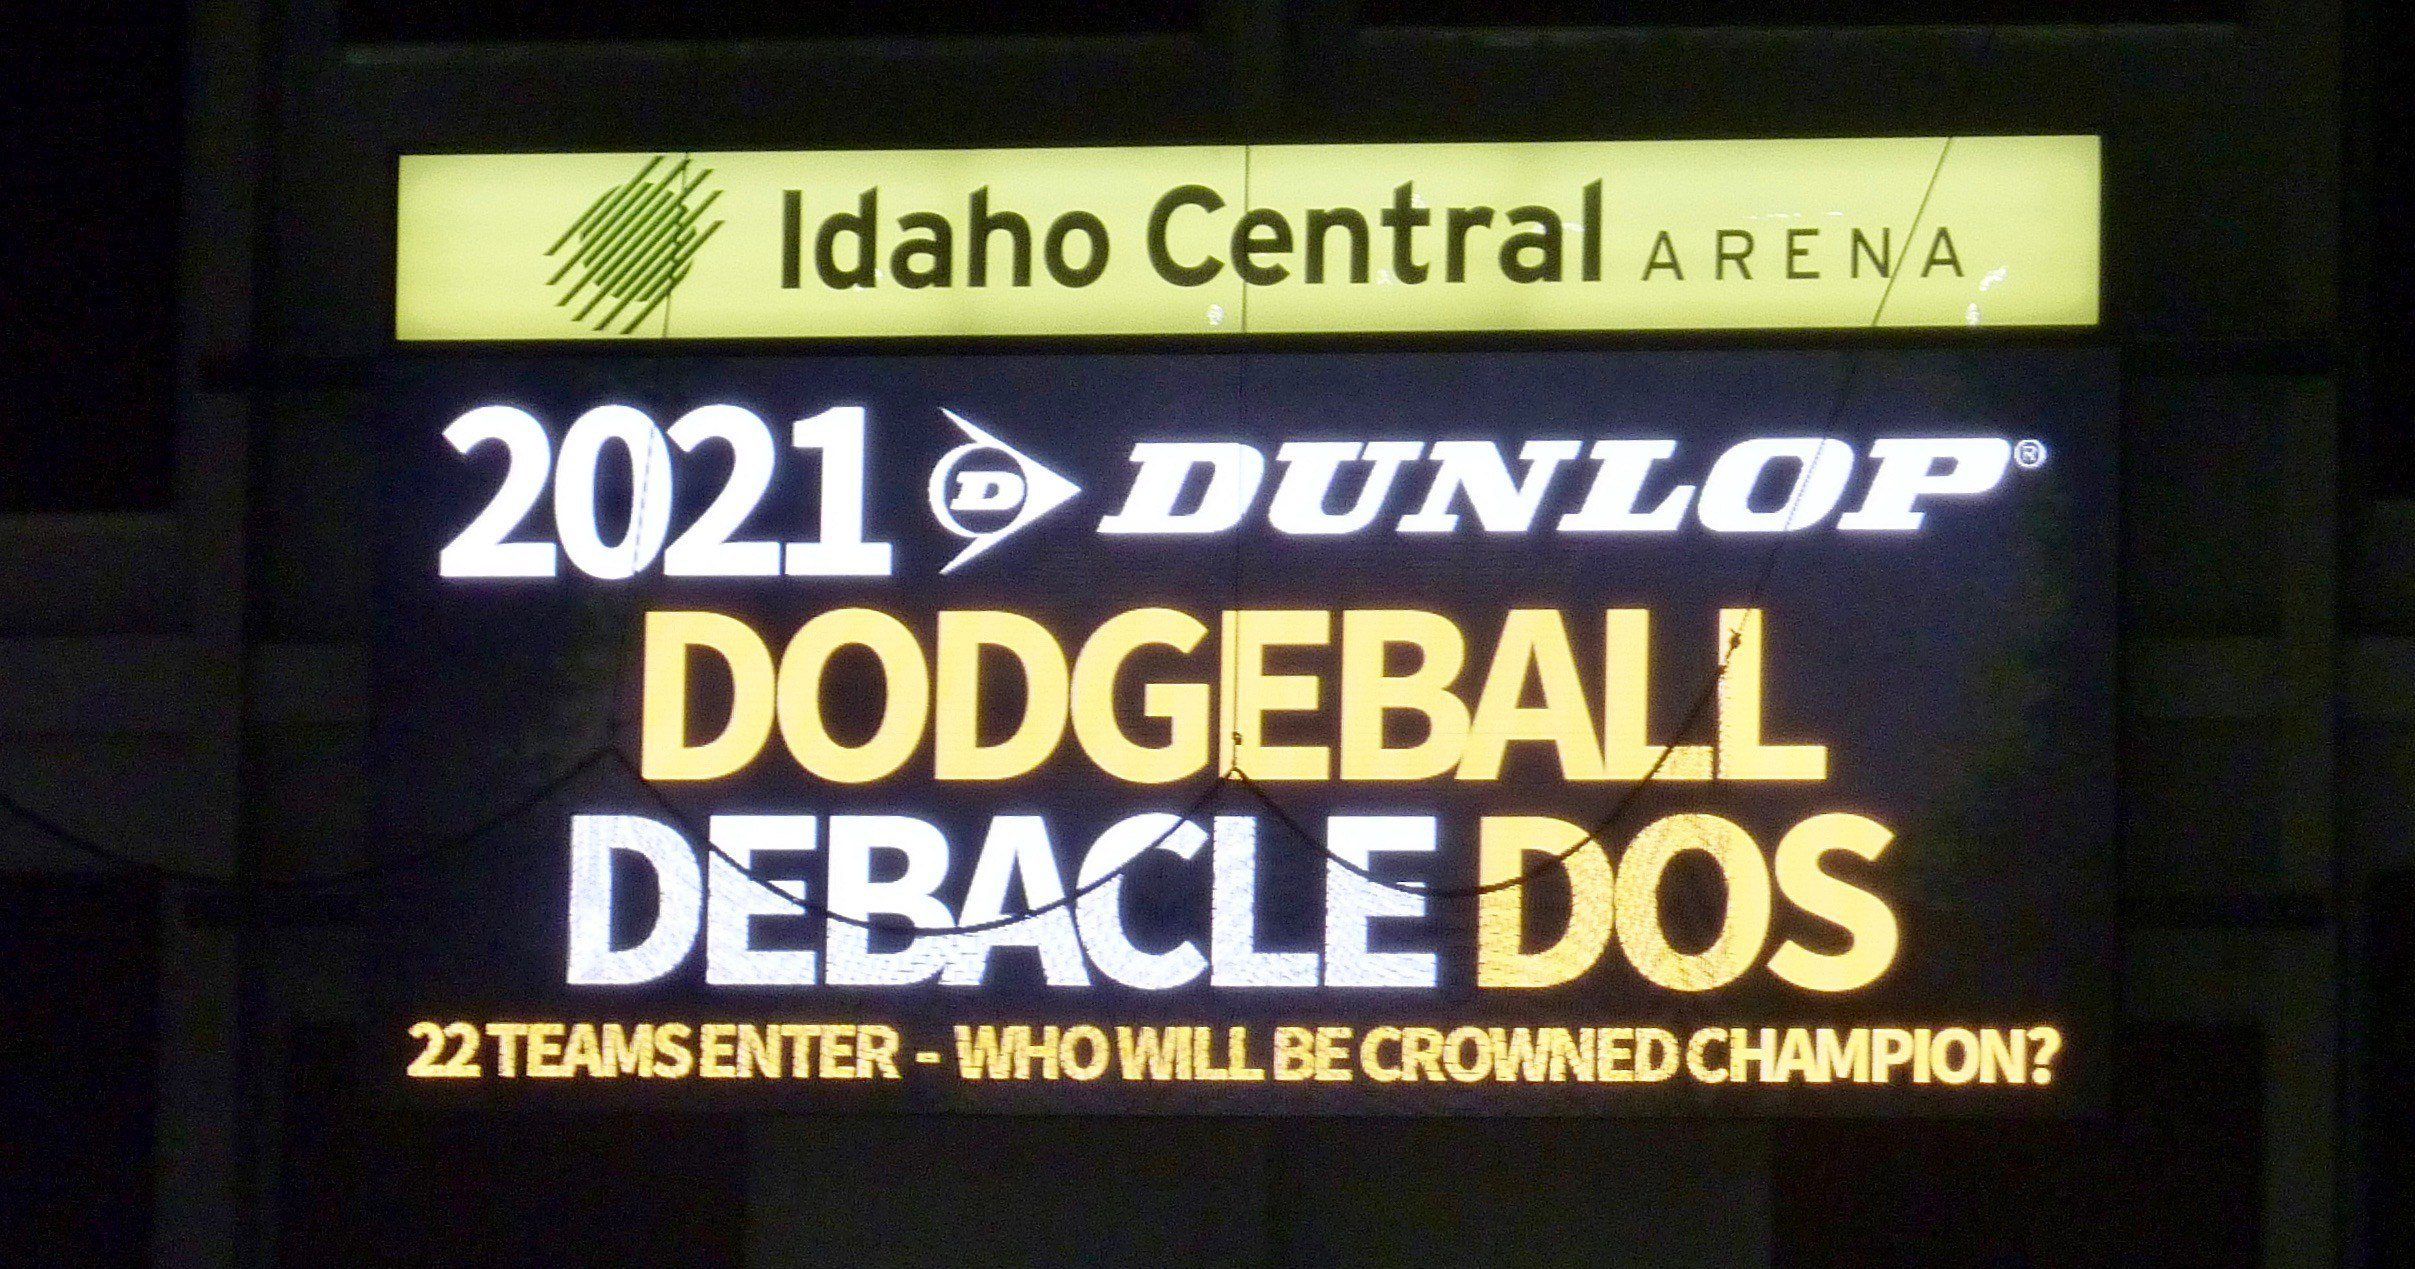 Idaho Central ARENA
2021 D DUNLOP®
DODGEBALL
DEBACLE DOS
22 TEAMS ENTER - WHO WILL BE CROWNED CHAMPION?